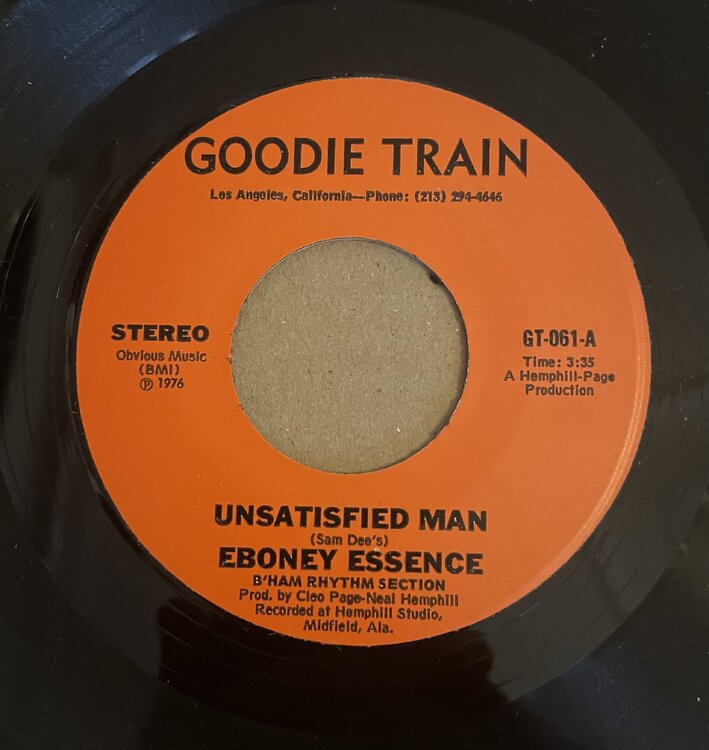 GOODIE TRAIN
Los Angeles, California—Phone: (213) 294-4646
STEREO
Obvious Music
(BMI)
Ⓟ 1976
GT-061-A
Time: 3:35
A Hemphill-Page
Production
UNSATISFIED MAN
(Sam Dee's)
EBONEY ESSENCE
B'HAM RHYTHM SECTION
Prod. by Cleo Page-Neal Hemphill
Recorded at Hemphill Studio,
Midfield, Ala.